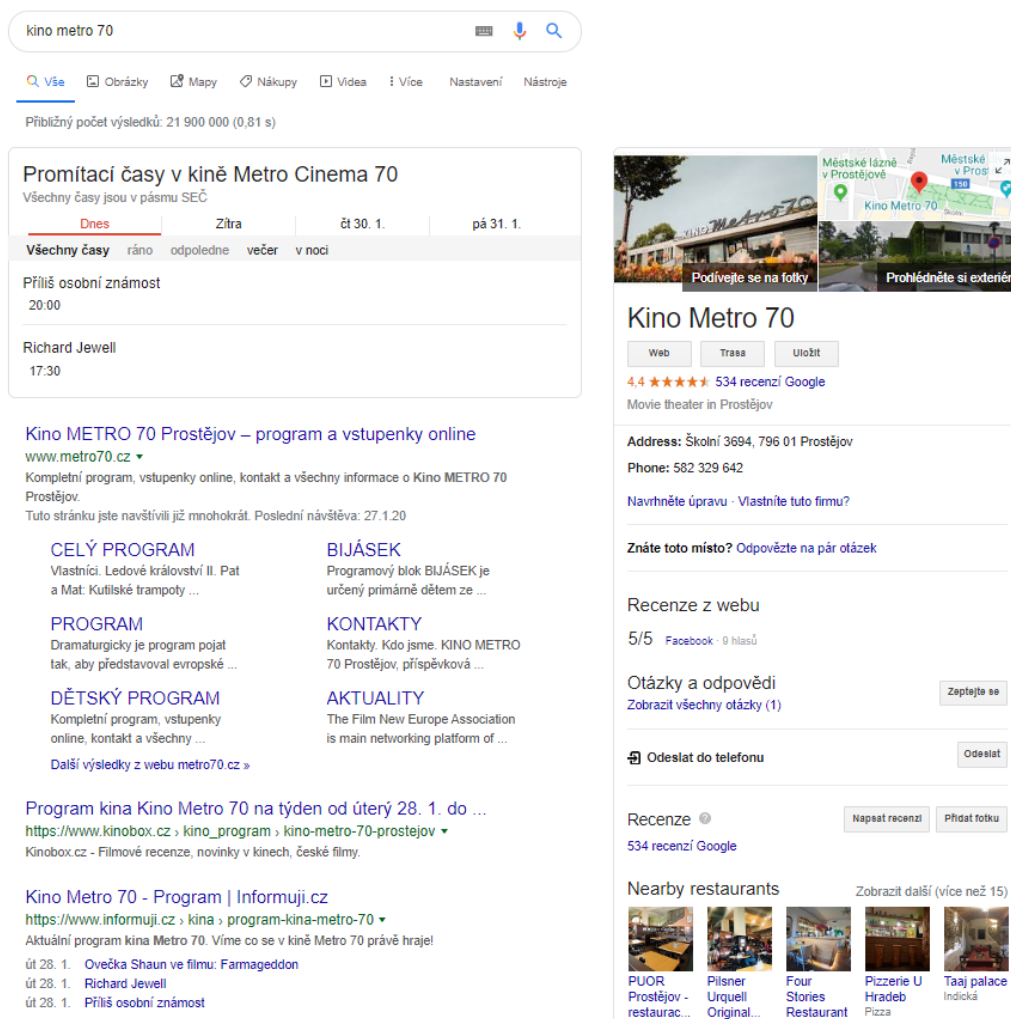 kino metro 70
Vše Obrázky Mapy Nákupy Videa Více Nastavení Nástroje
Přibližný počet výsledků: 21 900 000 (0,81 s)
Promítací časy v kině Metro Cinema 70
Všechny časy jsou v pásmu SEČ
Dnes Zítra čt 30. 1. pá 31. 1.
Všechny časy ráno odpoledne večer v noci
Příliš osobní známost
20:00
Richard Jewell
17:30
Kino METRO 70 Prostějov – program a vstupenky online
www.metro70.cz
Kompletní program, vstupenky online, kontakt a všechny informace o Kino METRO 70
Prostějov.
Tuto stránku jste navštívili již mnohokrát. Poslední návštěva: 27.1.20
CELÝ PROGRAM
Vlastníci. Ledové království II. Pat
a Mat: Kutilské trampoty ...
BIJÁSEK
Programový blok BIJÁSEK je
určený primárně dětem ze ...
PROGRAM
Dramaturgicky je program pojat
tak, aby představoval evropské ...
KONTAKTY
Kontakty. Kdo jsme. KINO METRO
70 Prostějov, příspěvková ...
DĚTSKÝ PROGRAM
Kompletní program, vstupenky
online, kontakt a všechny ...
AKTUALITY
The Film New Europe Association
is main networking platform of ...
Další výsledky z webu metro70.cz »
Program kina Kino Metro 70 na týden od úterý 28. 1. do ...
https://www.kinobox.cz › kino_program › kino-metro-70-prostejov
Kinobox.cz - Filmové recenze, novinky v kinech, české filmy.
Kino Metro 70 - Program | Informuji.cz
https://www.informuji.cz › kina › program-kina-metro-70
Aktuální program kina Metro 70. Víme co se v kině Metro 70 právě hraje!
út 28. 1. Ovečka Shaun ve filmu: Farmageddon
út 28. 1. Richard Jewell
út 28. 1. Příliš osobní známost
KINO Metro 70
Podívejte se na fotky
Městské lázně
v Prostějově
Městské
v Prost
150
Kino Metro 70
Školní
Prohlédněte si exteriér
Kino Metro 70
Web Trasa Uložit
4,4 534 recenzí Google
Movie theater in Prostějov
Address: Školní 3694, 796 01 Prostějov
Phone: 582 329 642
Navrhněte úpravu · Vlastníte tuto firmu?
Znáte toto místo? Odpovězte na pár otázek
Recenze z webu
5/5 Facebook · 9 hlasů
Otázky a odpovědi
Zobrazit všechny otázky (1)
Zeptejte se
Odeslat do telefonu
Odeslat
Recenze
Napsat recenzi Přidat fotku
534 recenzí Google
Nearby restaurants Zobrazit další (více než 15)
PUOR
Prostějov -
restaurac...
Pilsner
Urquell
Original...
Four
Stories
Restaurant
Pizzerie U
Hradeb
Pizza
Taaj palace
Indická